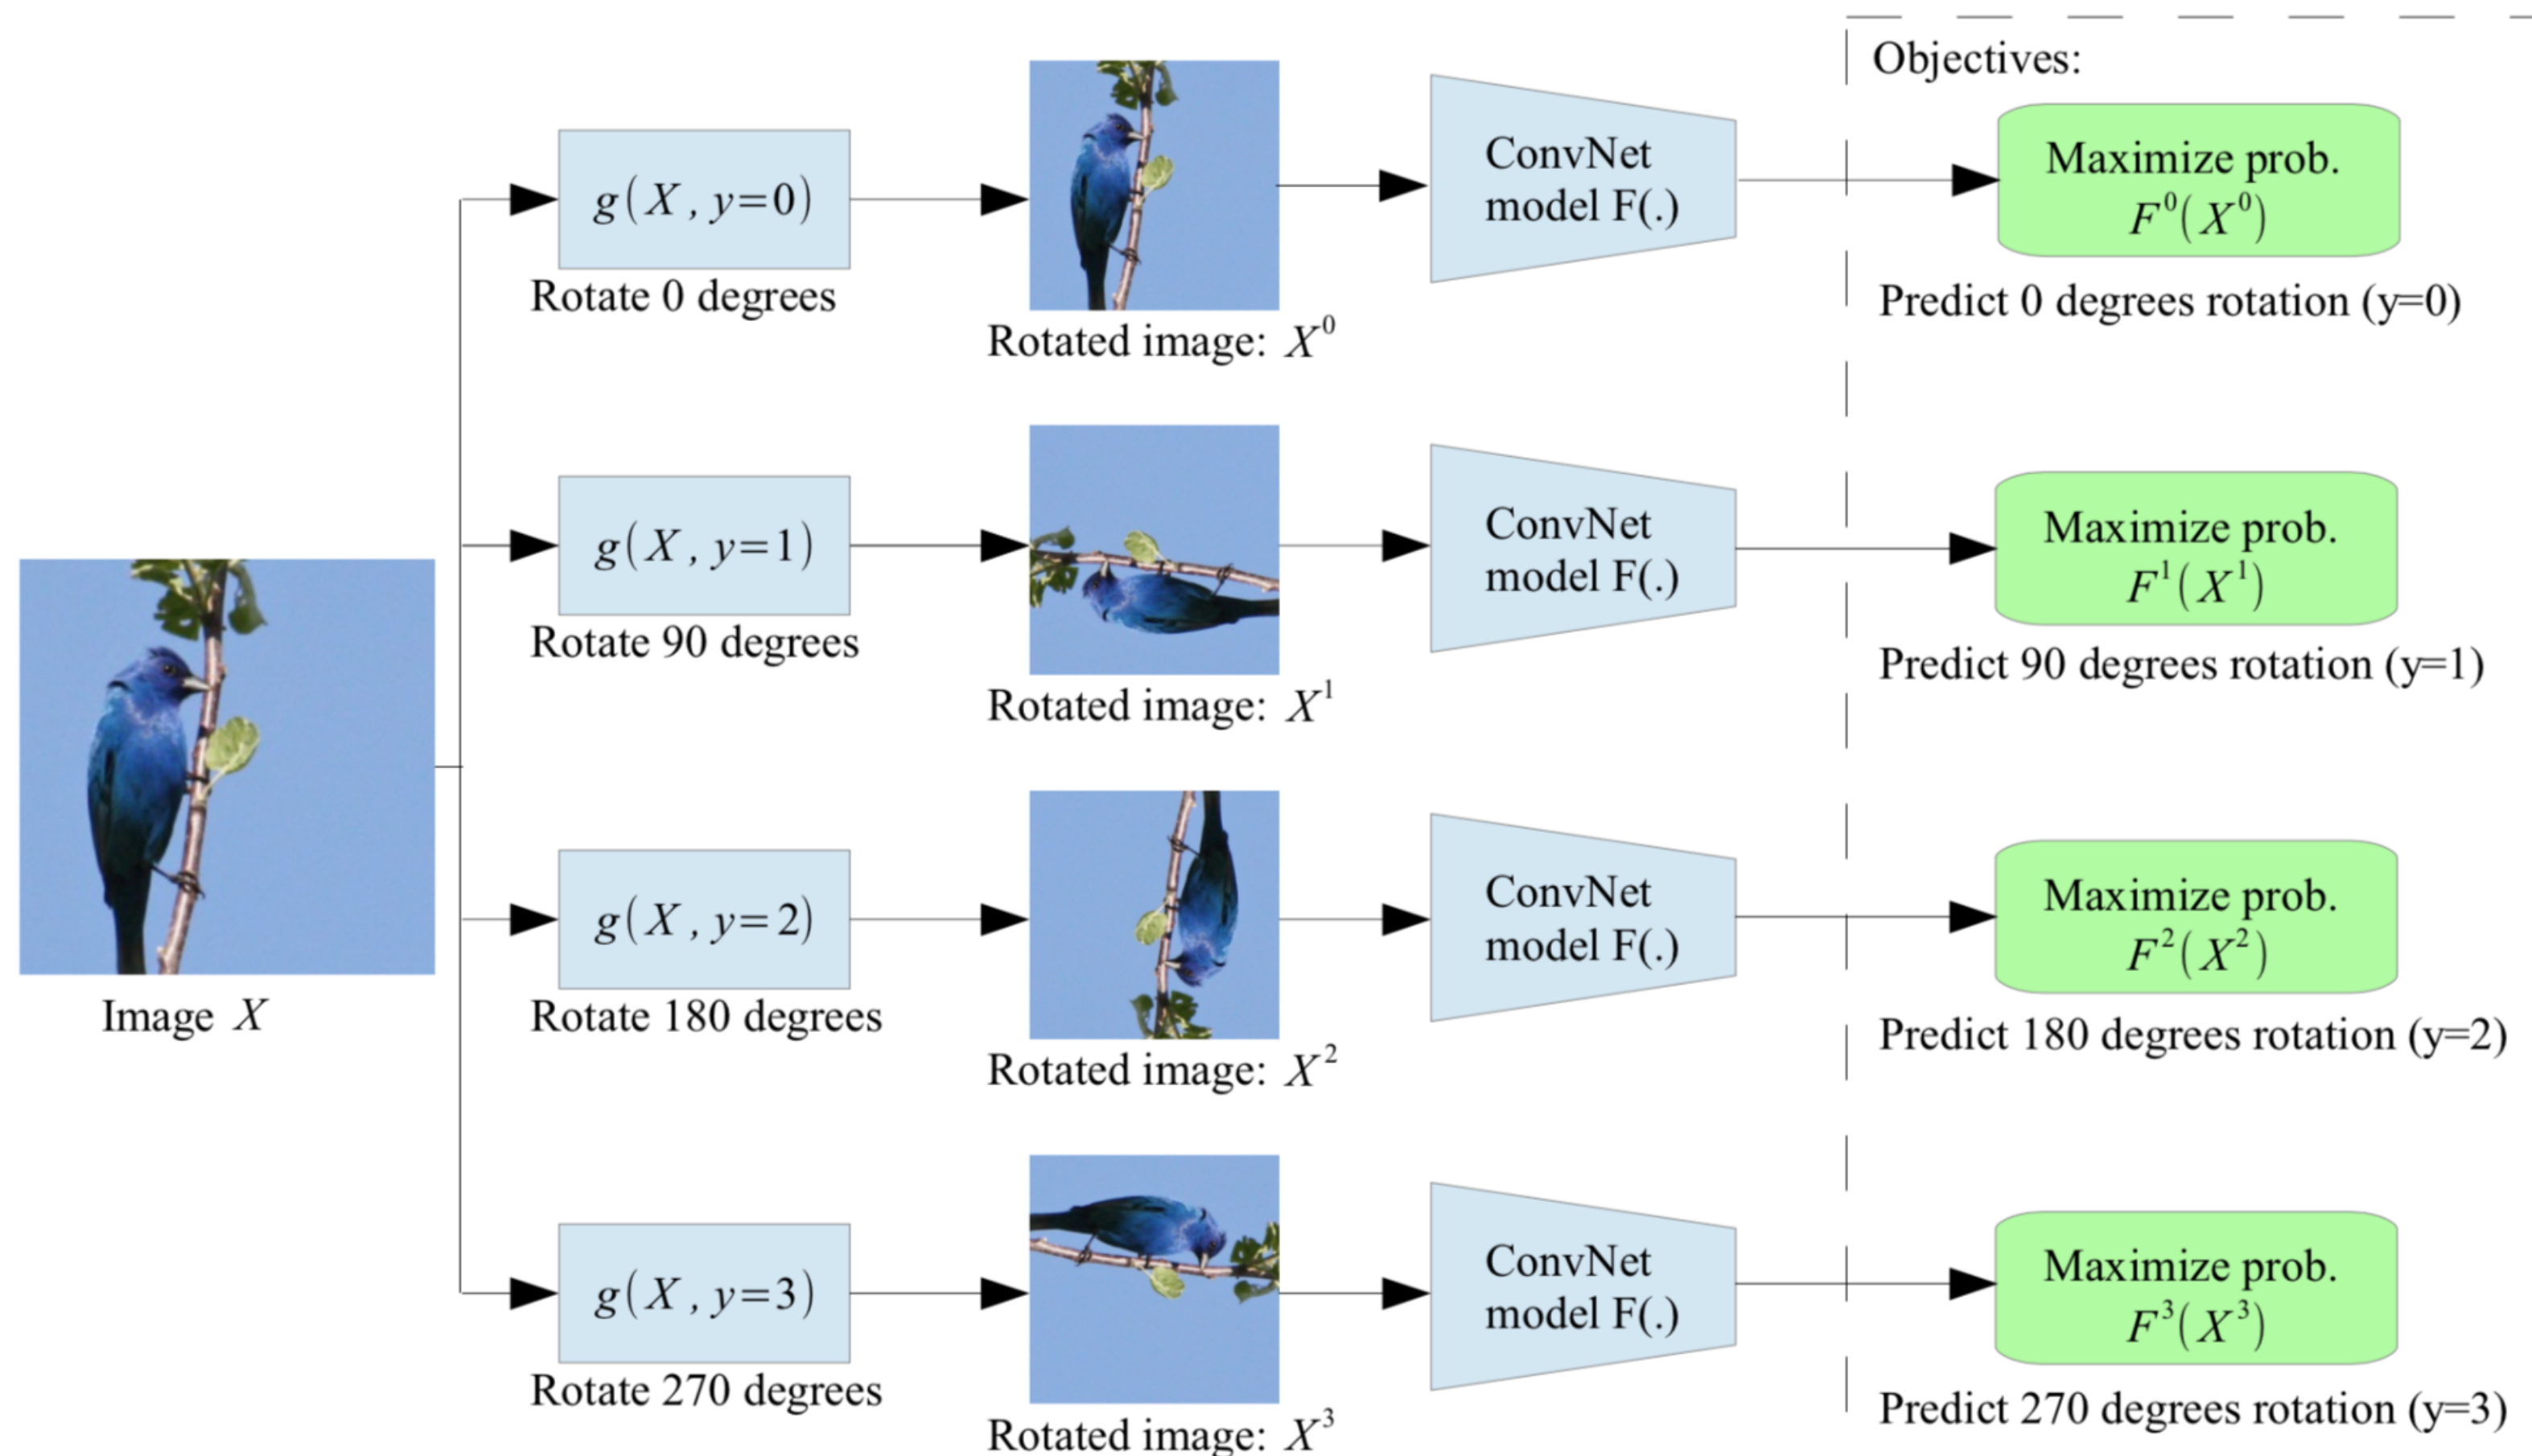 Objectives:
g(X, y=0)
Rotate 0 degrees
Rotated image: X⁰
ConvNet
model F(.)
Maximize prob.
F⁰(X⁰)
Predict 0 degrees rotation (y=0)
g(X, y=1)
Rotate 90 degrees
Rotated image: X¹
ConvNet
model F(.)
Maximize prob.
F¹(X¹)
Predict 90 degrees rotation (y=1)
Image X
g(X, y=2)
Rotate 180 degrees
Rotated image: X²
ConvNet
model F(.)
Maximize prob.
F²(X²)
Predict 180 degrees rotation (y=2)
g(X, y=3)
Rotate 270 degrees
Rotated image: X³
ConvNet
model F(.)
Maximize prob.
F³(X³)
Predict 270 degrees rotation (y=3)